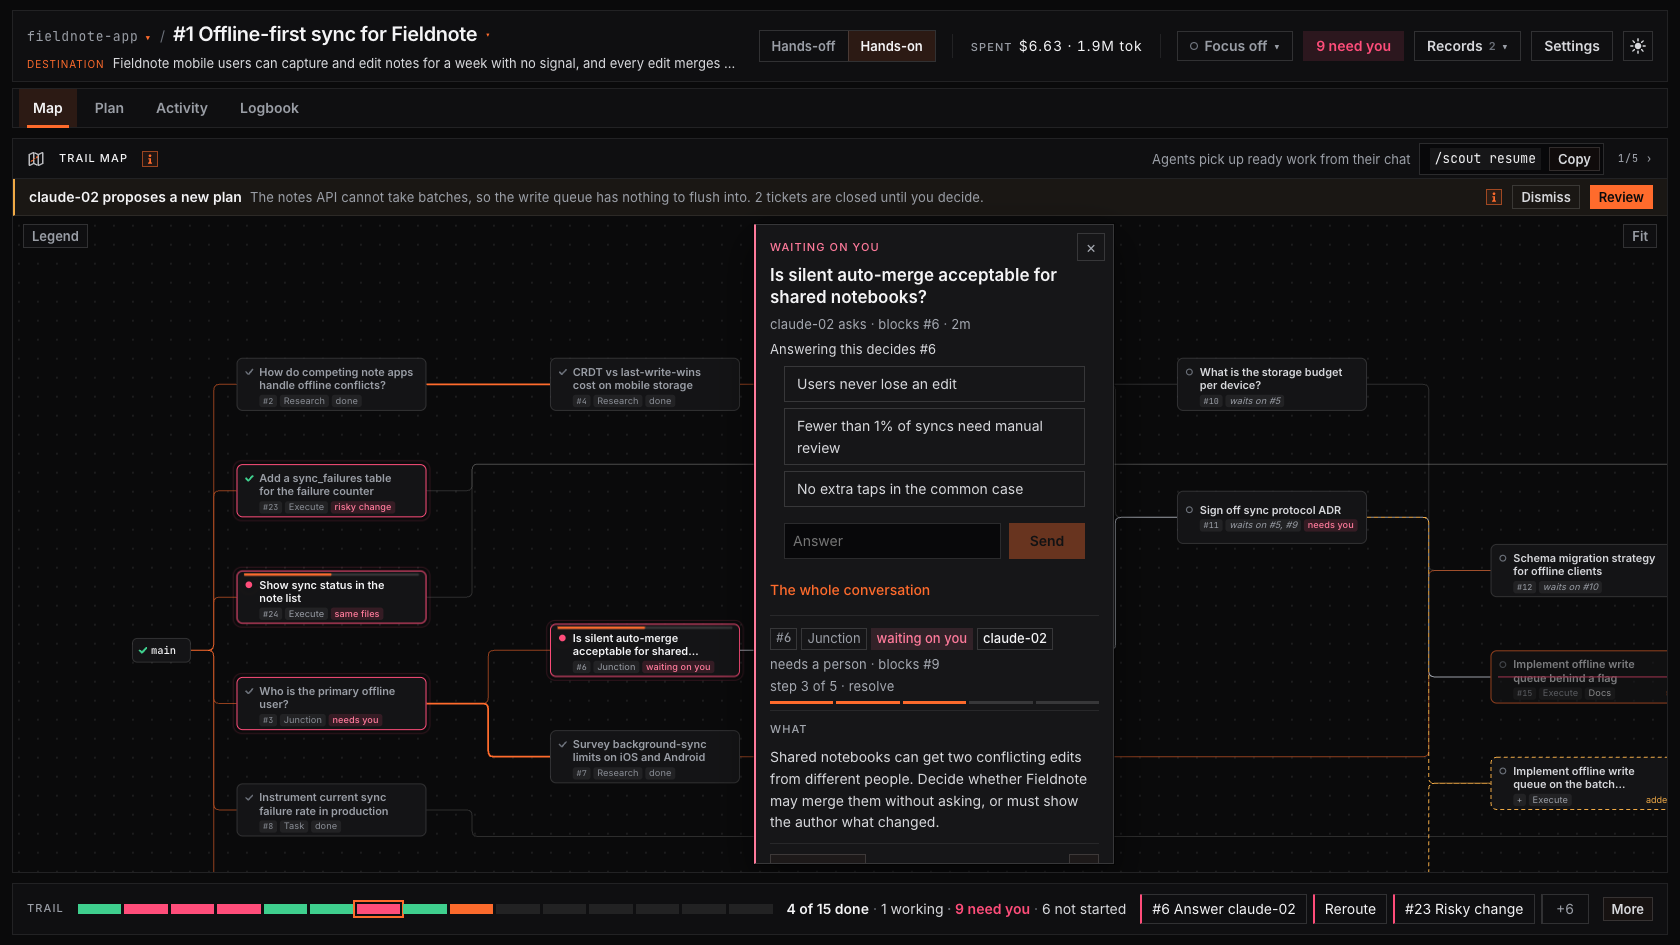 fieldnote-app ▾ / #1 Offline-first sync for Fieldnote
DESTINATION Fieldnote mobile users can capture and edit notes for a week with no signal, and every edit merges ...
Hands-off Hands-on
SPENT $6.63 · 1.9M tok
Focus off ▾
9 need you
Records 2 ▾
Settings
Map Plan Activity Logbook
TRAIL MAP i
Agents pick up ready work from their chat /scout resume Copy 1/5 ›
claude-02 proposes a new plan The notes API cannot take batches, so the write queue has nothing to flush into. 2 tickets are closed until you decide.
i Dismiss Review
Legend
Fit
main
How do competing note apps
handle offline conflicts?
#2 Research done
Add a sync_failures table
for the failure counter
#23 Execute risky change
Show sync status in the
note list
#24 Execute same files
Who is the primary offline
user?
#3 Junction needs you
Instrument current sync
failure rate in production
#8 Task done
CRDT vs last-write-wins
cost on mobile storage
#4 Research done
Is silent auto-merge
acceptable for shared...
#6 Junction waiting on you
Survey background-sync
limits on iOS and Android
#7 Research done
WAITING ON YOU
×
Is silent auto-merge acceptable for
shared notebooks?
claude-02 asks · blocks #6 · 2m
Answering this decides #6
Users never lose an edit
Fewer than 1% of syncs need manual
review
No extra taps in the common case
Answer Send
The whole conversation
#6 Junction waiting on you claude-02
needs a person · blocks #9
step 3 of 5 · resolve
WHAT
Shared notebooks can get two conflicting edits
from different people. Decide whether Fieldnote
may merge them without asking, or must show
the author what changed.
What is the storage budget
per device?
#10 waits on #5
Sign off sync protocol ADR
#11 waits on #5, #9 needs you
Schema migration strategy
for offline clients
#12 waits on #10
Implement offline write
queue behind a flag
#15 Execute Docs
Implement offline write
queue on the batch...
+ Execute adde
TRAIL
4 of 15 done · 1 working · 9 need you · 6 not started
#6 Answer claude-02
Reroute
#23 Risky change
+6
More